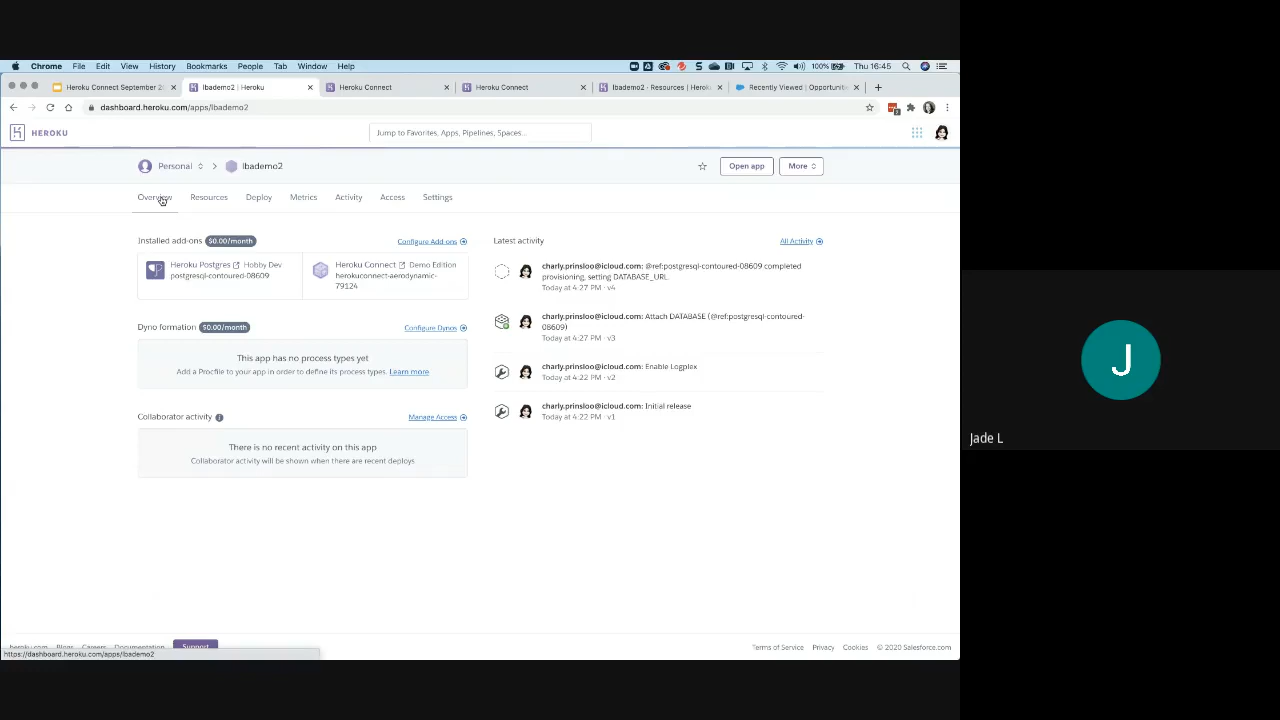 Chrome File Edit View History Bookmarks People Tab Window Help
100% Thu 16:45
Heroku Connect September 2
lbademo2 | Heroku
Heroku Connect
Heroku Connect
lbademo2 - Resources | Herok
Recently Viewed | Opportunitie
dashboard.heroku.com/apps/lbademo2
HEROKU
Jump to Favorites, Apps, Pipelines, Spaces...
Personal
lbademo2
Open app
More
Overview
Resources
Deploy
Metrics
Activity
Access
Settings
Installed add-ons $0.00/month
Configure Add-ons
Heroku Postgres Hobby Dev
postgresql-contoured-08609
Heroku Connect Demo Edition
herokuconnect-aerodynamic-
79124
Dyno formation $0.00/month
Configure Dynos
This app has no process types yet
Add a Procfile to your app in order to define its process types. Learn more
Collaborator activity
Manage Access
There is no recent activity on this app
Collaborator activity will be shown when there are recent deploys
Latest activity
All Activity
charly.prinsloo@icloud.com: @ref:postgresql-contoured-08609 completed
provisioning, setting DATABASE_URL.
Today at 4:27 PM · v4
charly.prinsloo@icloud.com: Attach DATABASE (@ref:postgresql-contoured-
08609)
Today at 4:27 PM · v3
charly.prinsloo@icloud.com: Enable Logplex
Today at 4:22 PM · v2
charly.prinsloo@icloud.com: Initial release
Today at 4:22 PM · v1
heroku.com Blogs Careers Documentation Support
Terms of Service Privacy Cookies © 2020 Salesforce.com
https://dashboard.heroku.com/apps/lbademo2
J
Jade L